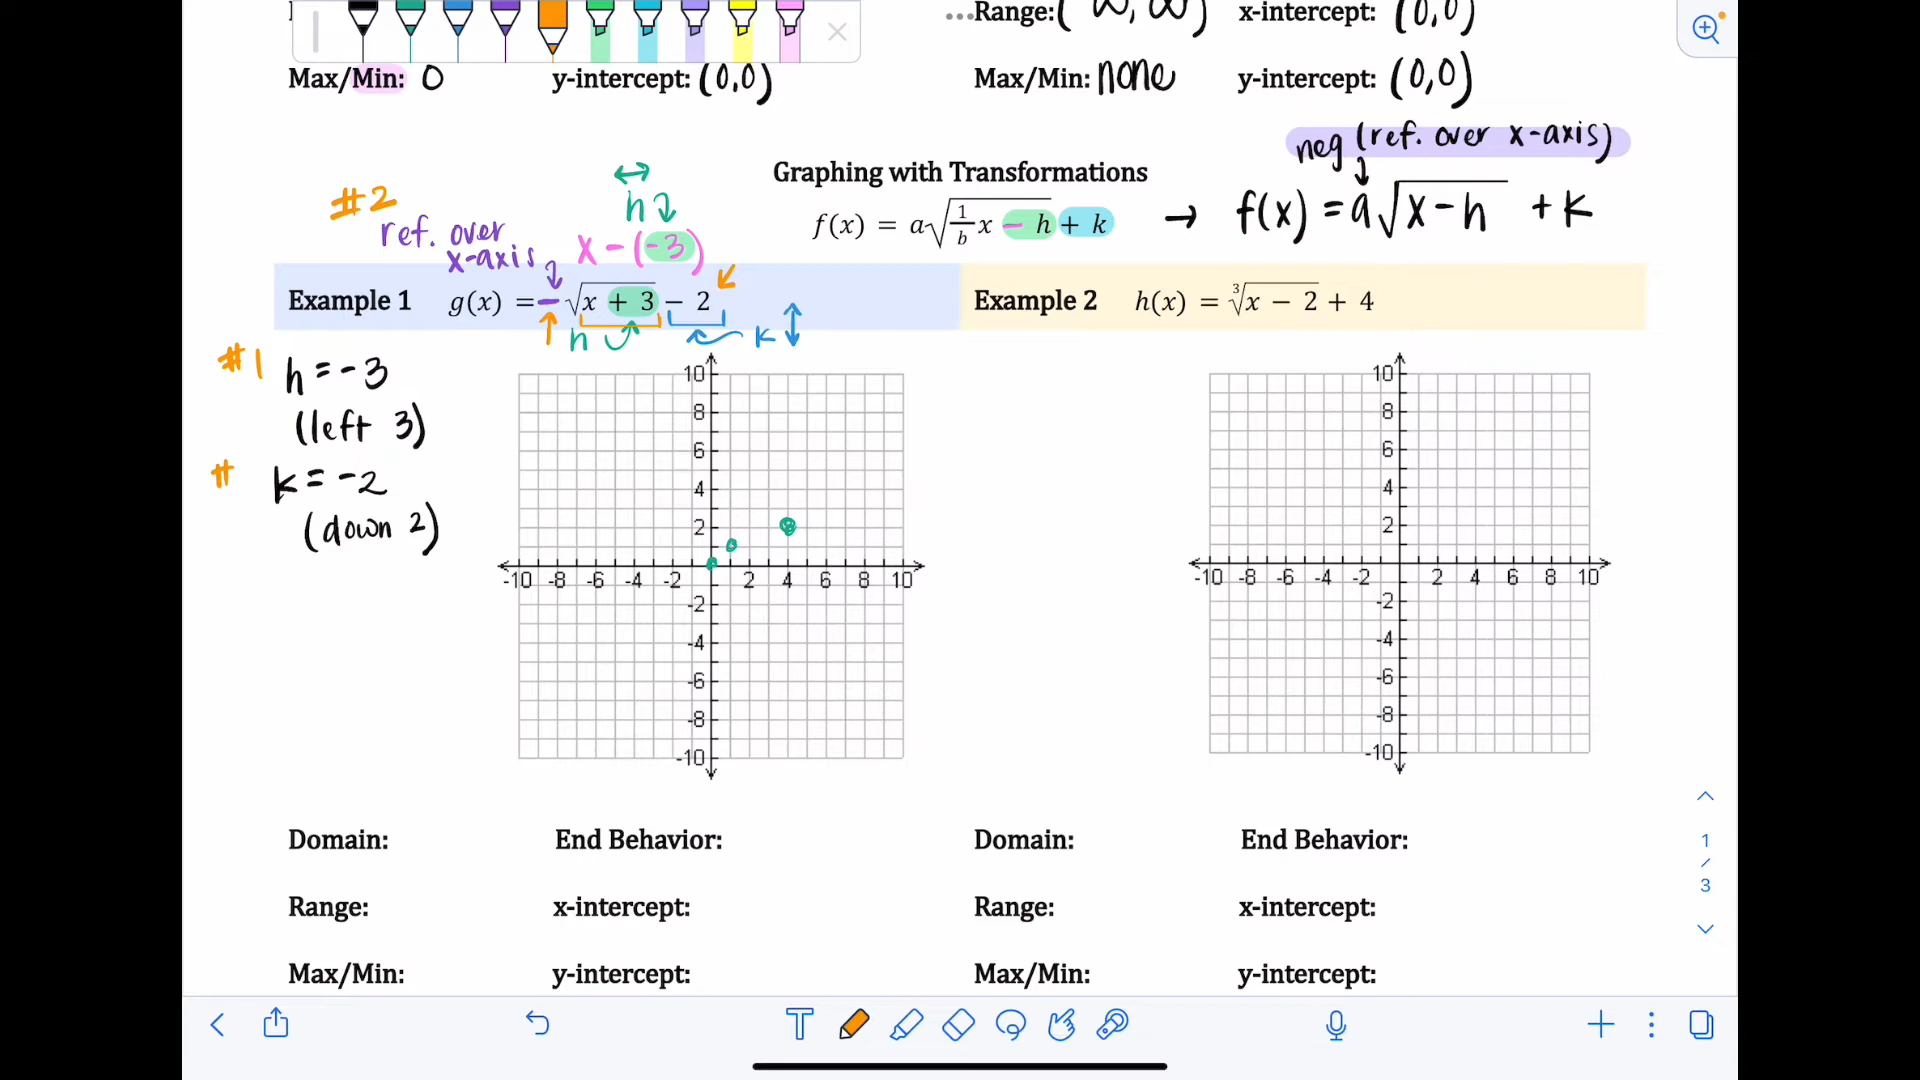 Range: (-∞, ∞) x-intercept: (0,0)
Max/Min: 0 y-intercept: (0,0) Max/Min: none y-intercept: (0,0)
neg (ref. over x-axis)
Graphing with Transformations
f(x) = a√(1/b x − h) + k → f(x) = a√(x-h) + k
#2
ref. over
x-axis
h
x-(-3)
Example 1 g(x) = −√(x + 3) − 2 Example 2 h(x) = ∛(x − 2) + 4
h k
#1 h = -3
(left 3)
# k = -2
(down 2)
10 10
8 8
6 6
4 4
2 2
-10 -8 -6 -4 -2 2 4 6 8 10 -10 -8 -6 -4 -2 2 4 6 8 10
-2 -2
-4 -4
-6 -6
-8 -8
-10 -10
Domain: End Behavior: Domain: End Behavior:
Range: x-intercept: Range: x-intercept:
Max/Min: y-intercept: Max/Min: y-intercept:
1
/
3
T